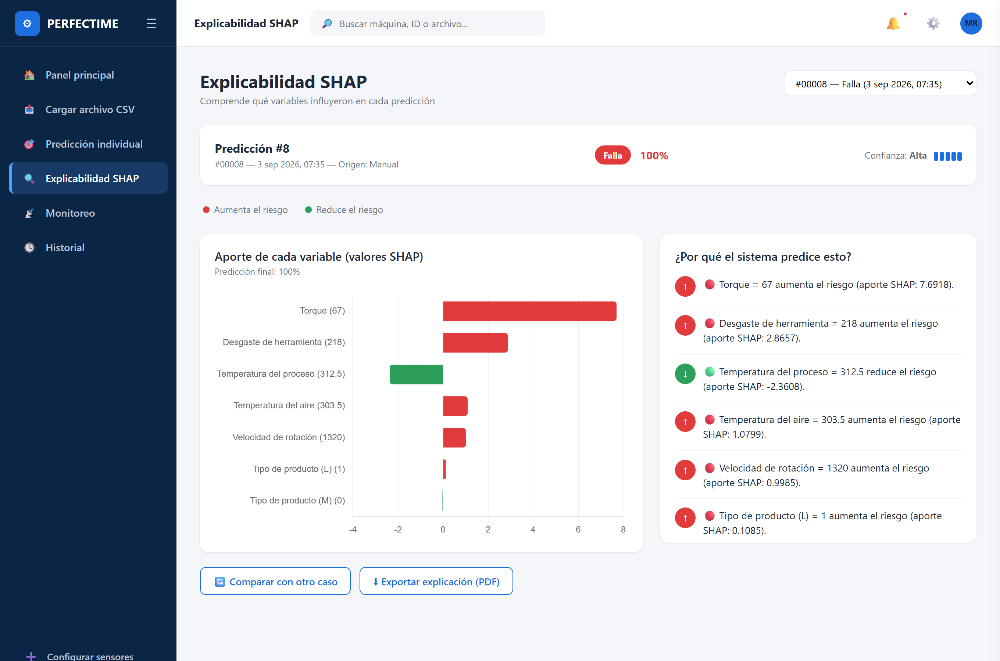 PERFECTIME
Explicabilidad SHAP
Buscar máquina, ID o archivo...
MR
Panel principal
Cargar archivo CSV
Predicción individual
Explicabilidad SHAP
Monitoreo
Historial
Configurar sensores
Explicabilidad SHAP
Comprende qué variables influyeron en cada predicción
#00008 — Falla (3 sep 2026, 07:35)
Predicción #8
#00008 — 3 sep 2026, 07:35 — Origen: Manual
Falla
100%
Confianza: Alta
Aumenta el riesgo
Reduce el riesgo
Aporte de cada variable (valores SHAP)
Predicción final: 100%
Torque (67)
Desgaste de herramienta (218)
Temperatura del proceso (312.5)
Temperatura del aire (303.5)
Velocidad de rotación (1320)
Tipo de producto (L) (1)
Tipo de producto (M) (0)
-4 -2 0 2 4 6 8
¿Por qué el sistema predice esto?
↑ Torque = 67 aumenta el riesgo (aporte SHAP: 7.6918).
↑ Desgaste de herramienta = 218 aumenta el riesgo
(aporte SHAP: 2.8657).
↓ Temperatura del proceso = 312.5 reduce el riesgo
(aporte SHAP: -2.3608).
↑ Temperatura del aire = 303.5 aumenta el riesgo (aporte
SHAP: 1.0799).
↑ Velocidad de rotación = 1320 aumenta el riesgo
(aporte SHAP: 0.9985).
↑ Tipo de producto (L) = 1 aumenta el riesgo (aporte
SHAP: 0.1085).
Comparar con otro caso
⬇ Exportar explicación (PDF)